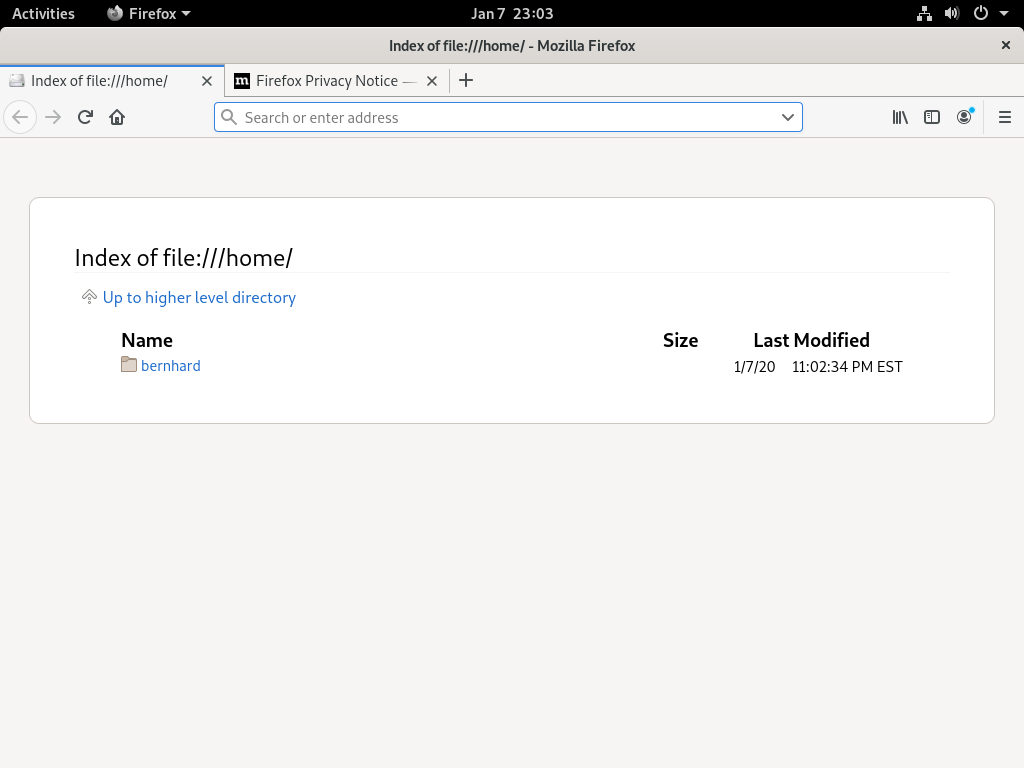 Activities Firefox Jan 7 23:03
Index of file:///home/ - Mozilla Firefox
Index of file:///home/ Firefox Privacy Notice —
Search or enter address
Index of file:///home/
Up to higher level directory
Name Size Last Modified
bernhard 1/7/20 11:02:34 PM EST